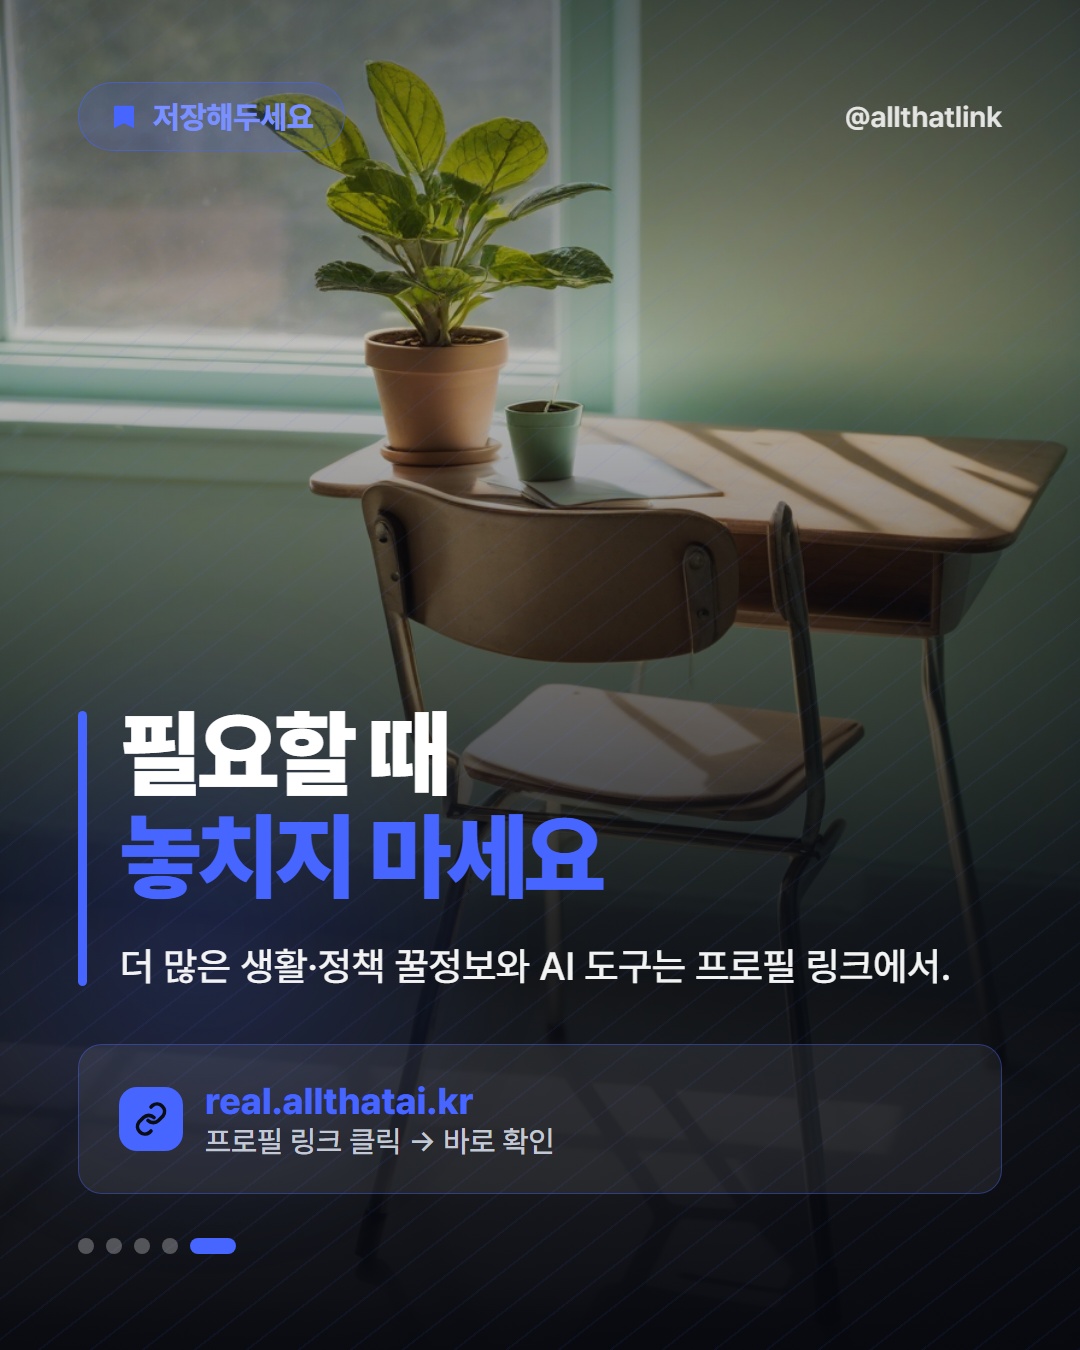 저장해두세요
@allthatlink
필요할 때
놓치지 마세요
더 많은 생활·정책 꿀정보와 AI 도구는 프로필 링크에서.
real.allthatai.kr
프로필 링크 클릭 → 바로 확인